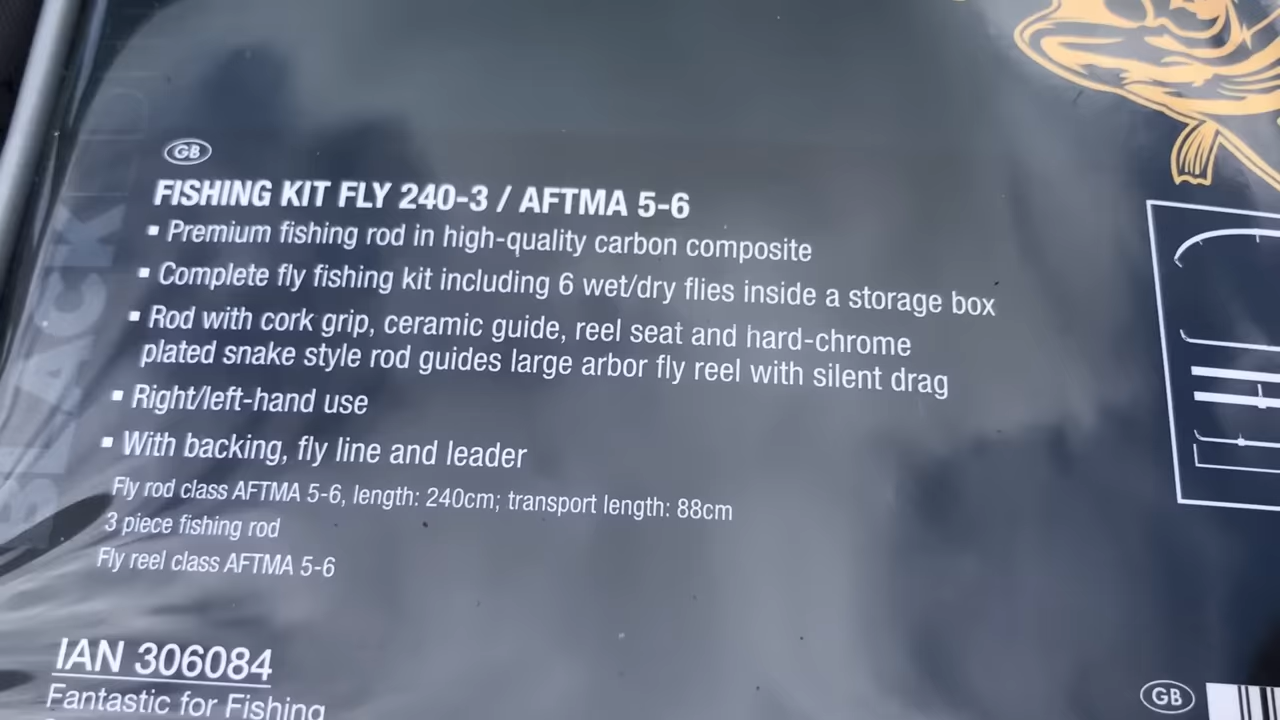 GB
FISHING KIT FLY 240-3 / AFTMA 5-6
▪ Premium fishing rod in high-quality carbon composite
▪ Complete fly fishing kit including 6 wet/dry flies inside a storage box
▪ Rod with cork grip, ceramic guide, reel seat and hard-chrome
plated snake style rod guides large arbor fly reel with silent drag
▪ Right/left-hand use
▪ With backing, fly line and leader
Fly rod class AFTMA 5-6, length: 240cm; transport length: 88cm
3 piece fishing rod
Fly reel class AFTMA 5-6
IAN 306084
Fantastic for Fishing
GB
BLACK